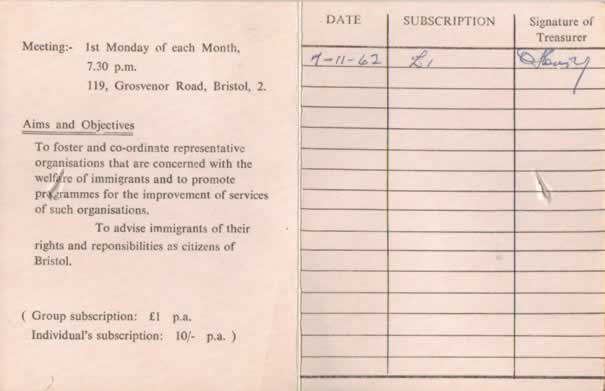 Meeting:- 1st Monday of each Month,
7.30 p.m.
119, Grosvenor Road, Bristol, 2.
Aims and Objectives
To foster and co-ordinate representative
organisations that are concerned with the
welfare of immigrants and to promote
programmes for the improvement of services
of such organisations.
To advise immigrants of their
rights and reponsibilities as citizens of
Bristol.
( Group subscription: £1 p.a.
Individual's subscription: 10/- p.a. )
DATE SUBSCRIPTION Signature of
Treasurer
7-11-62 £1